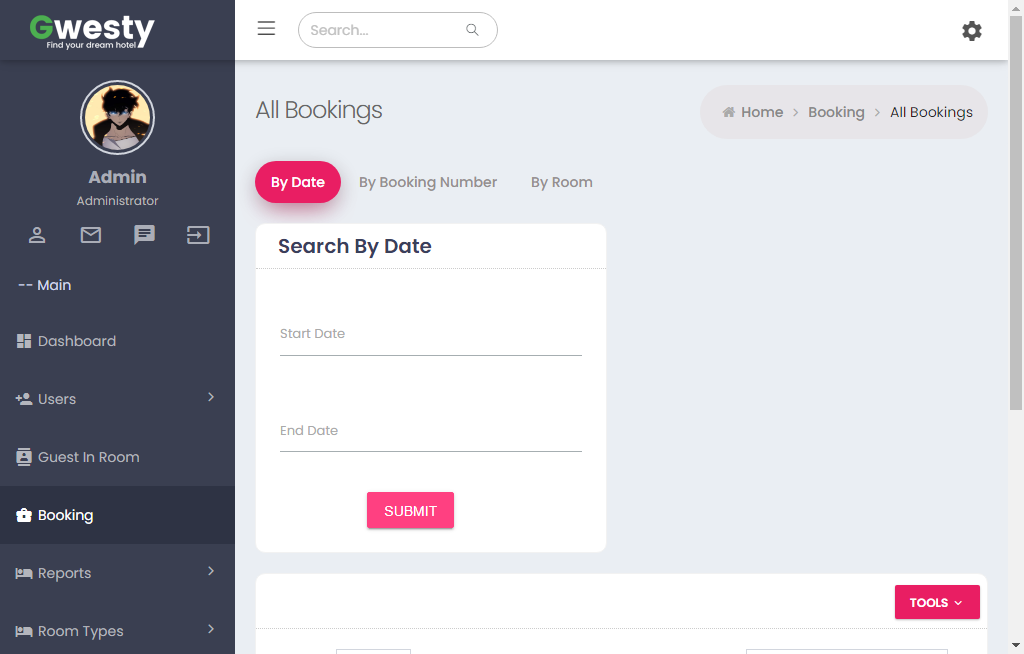 Gwesty
Find your dream hotel.
Search...
Admin
Administrator
-- Main
Dashboard
Users
Guest In Room
Booking
Reports
Room Types
All Bookings
Home > Booking > All Bookings
By Date
By Booking Number
By Room
Search By Date
Start Date
End Date
SUBMIT
TOOLS